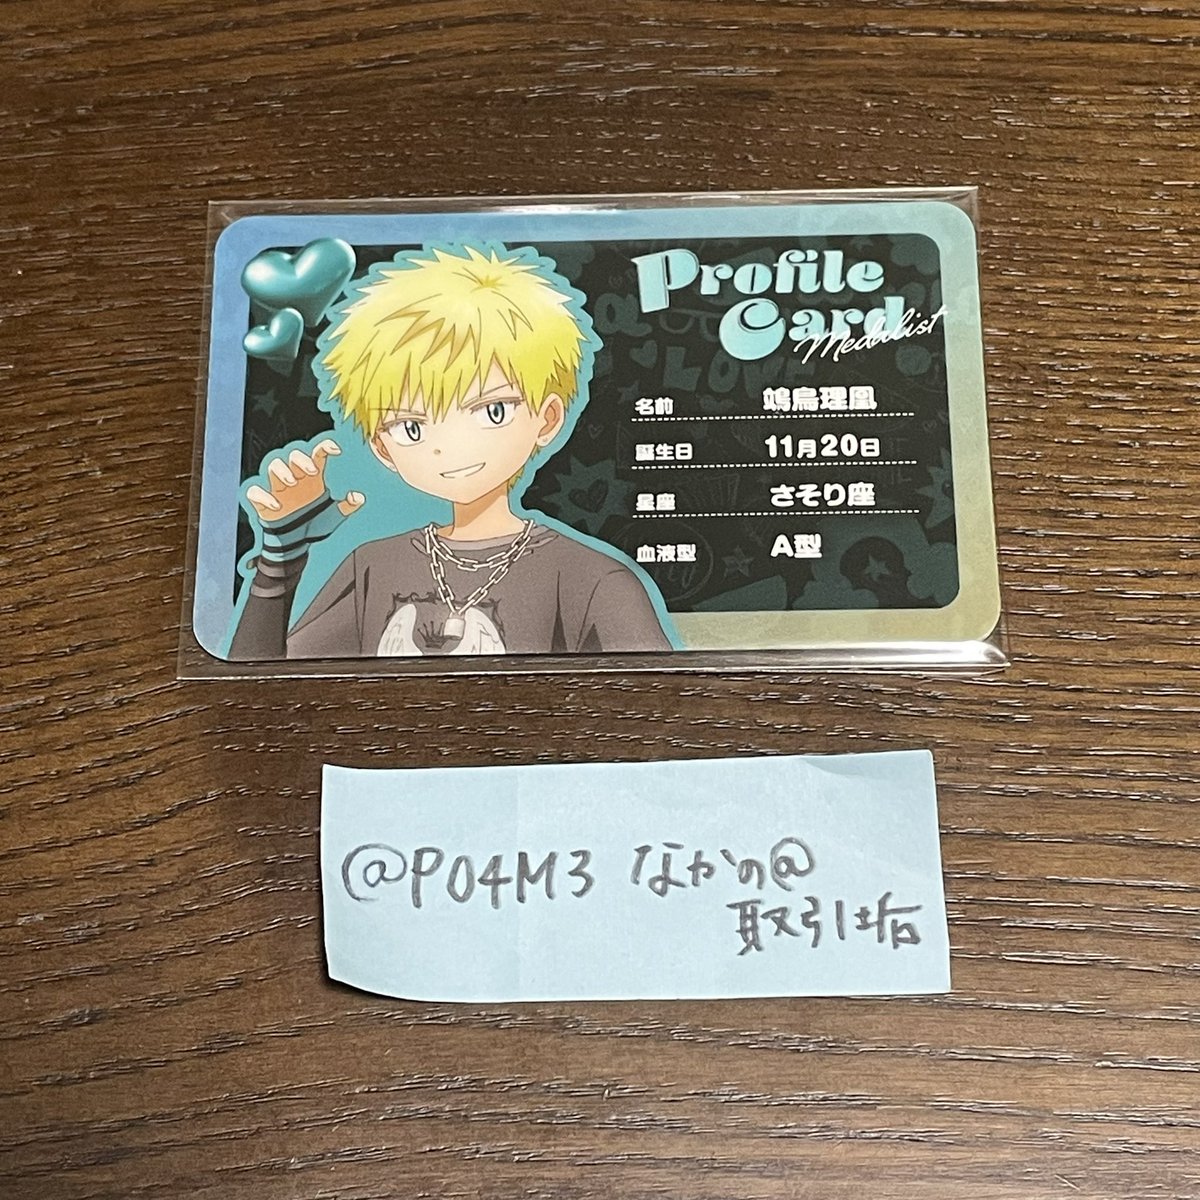 Profile
Card
Medalist
名前 鴗鳥理凰
誕生日 11月20日
星座 さそり座
血液型 A型
@P04M3 なかの@
取引垢